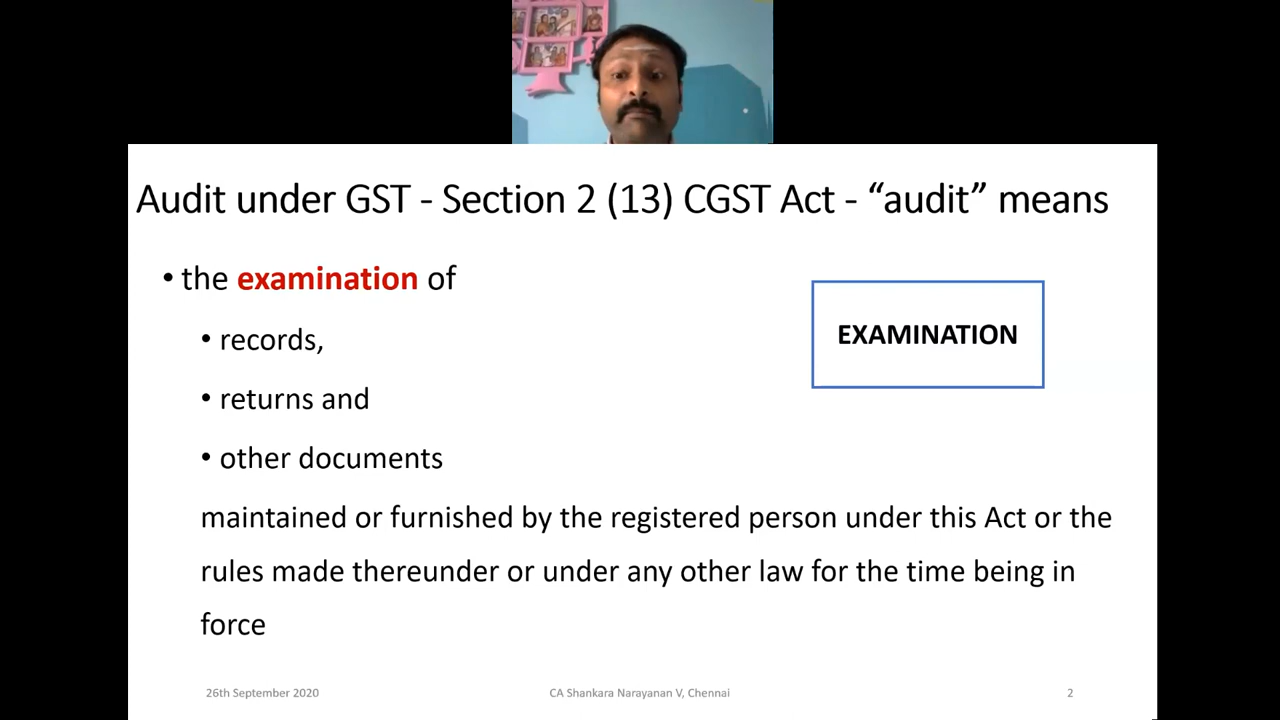 Audit under GST - Section 2 (13) CGST Act - “audit” means
• the examination of
• records,
• returns and
• other documents
maintained or furnished by the registered person under this Act or the
rules made thereunder or under any other law for the time being in
force
EXAMINATION
26th September 2020
CA Shankara Narayanan V, Chennai
2